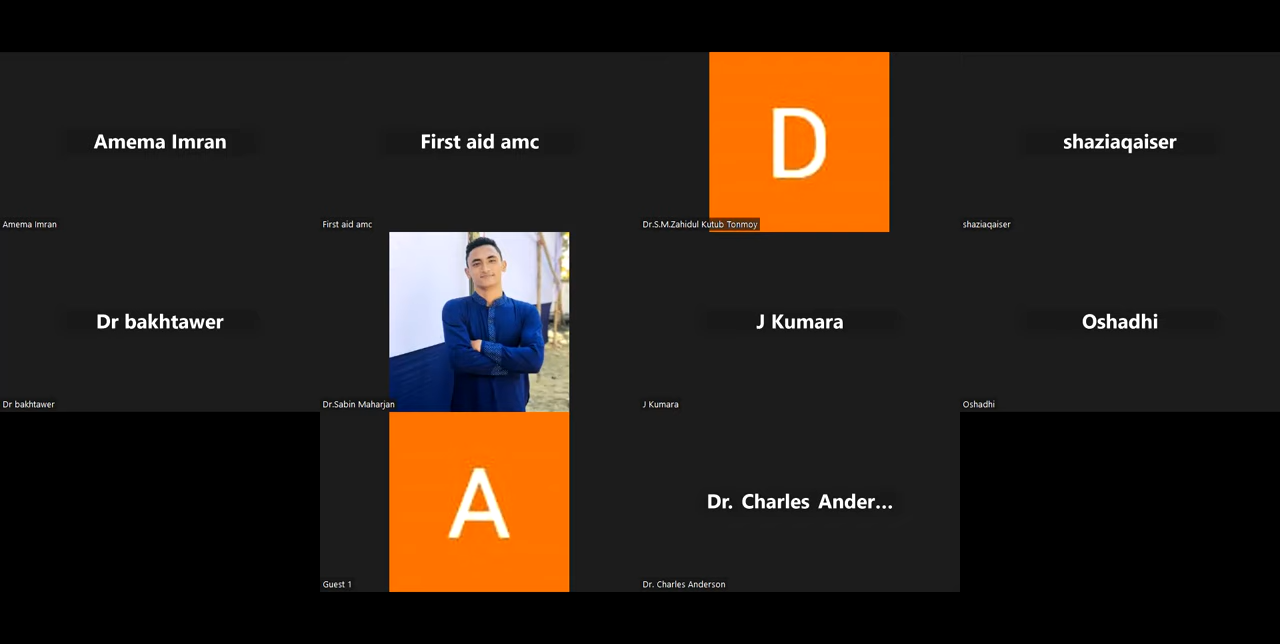 Amema Imran
First aid amc
D
shaziaqaiser
Amema Imran
First aid amc
Dr.S.M.Zahidul Kutub Tonmoy
shaziaqaiser
Dr bakhtawer
J Kumara
Oshadhi
Dr bakhtawer
Dr.Sabin Maharjan
J Kumara
Oshadhi
A
Dr. Charles Ander...
Guest 1
Dr. Charles Anderson